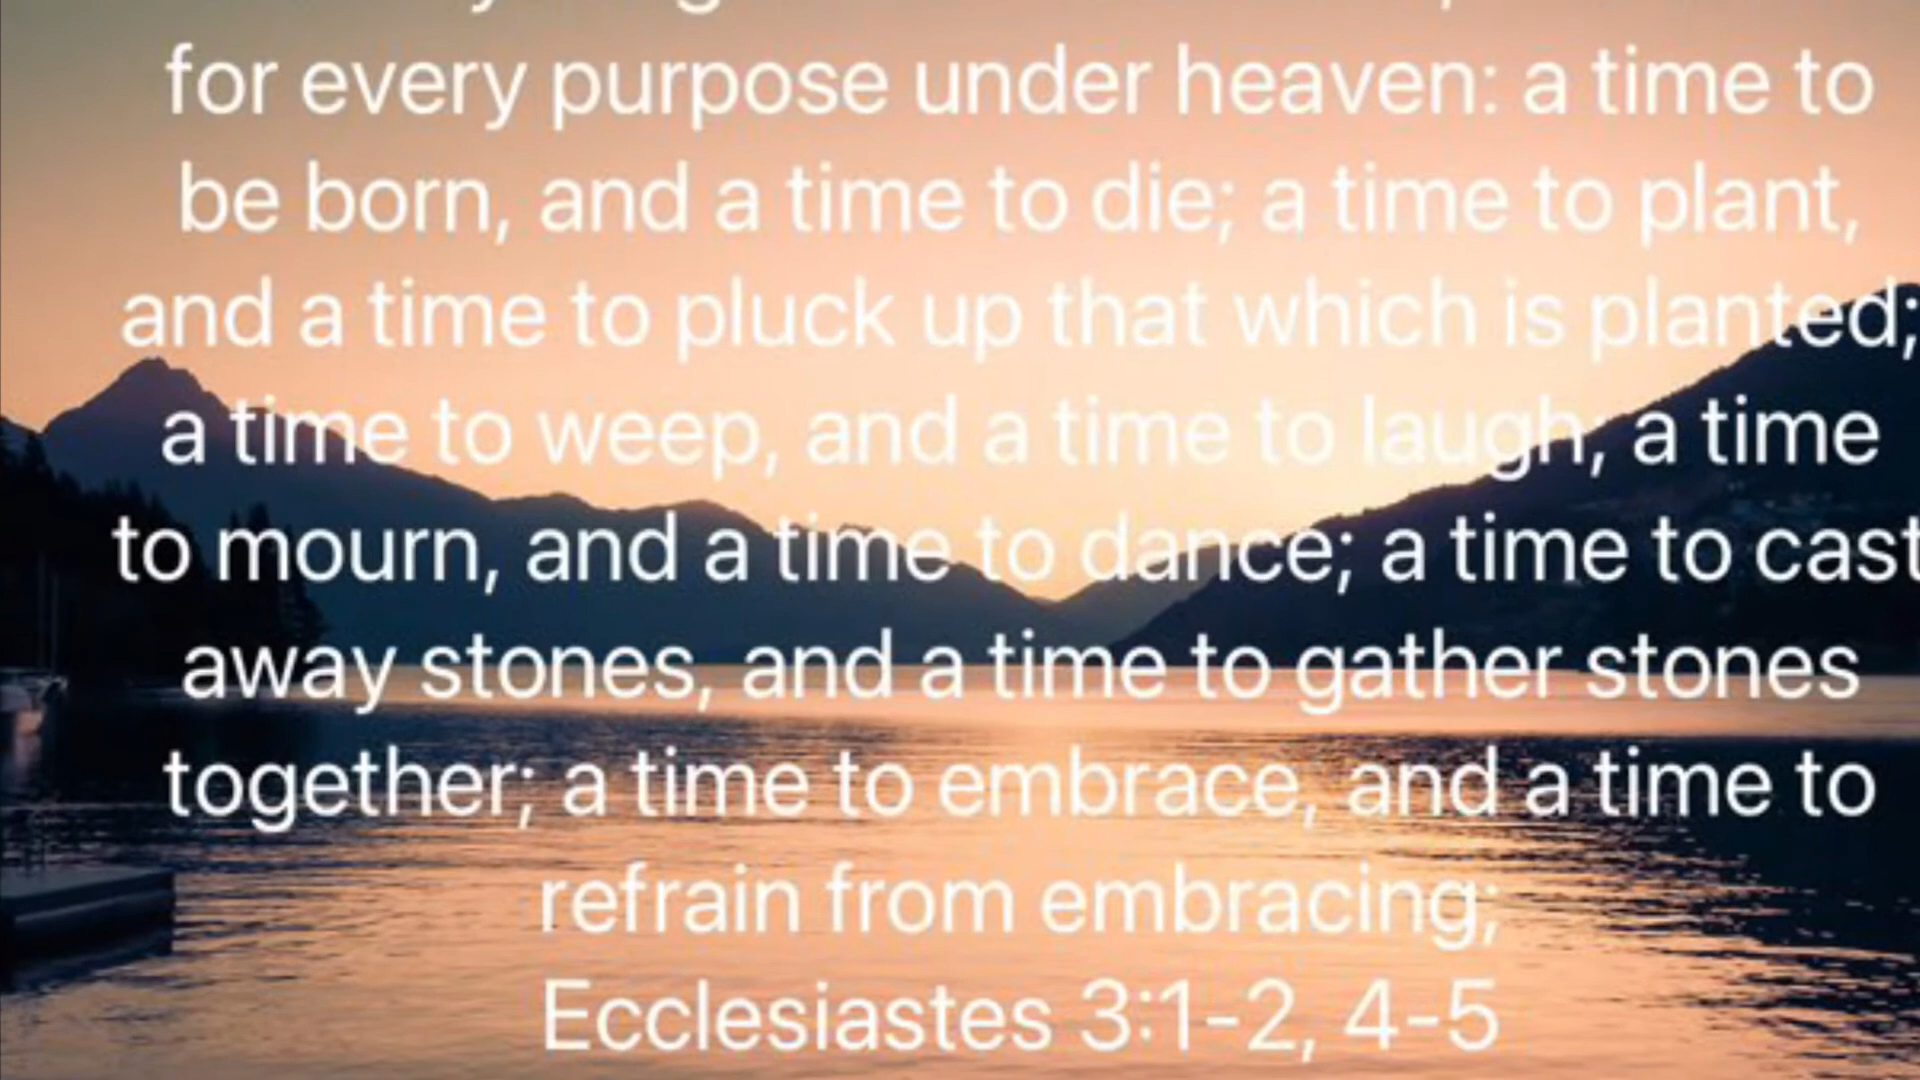 for every purpose under heaven: a time to
be born, and a time to die; a time to plant,
and a time to pluck up that which is planted;
a time to weep, and a time to laugh; a time
to mourn, and a time to dance; a time to cast
away stones, and a time to gather stones
together; a time to embrace, and a time to
refrain from embracing;
Ecclesiastes 3:1-2, 4-5